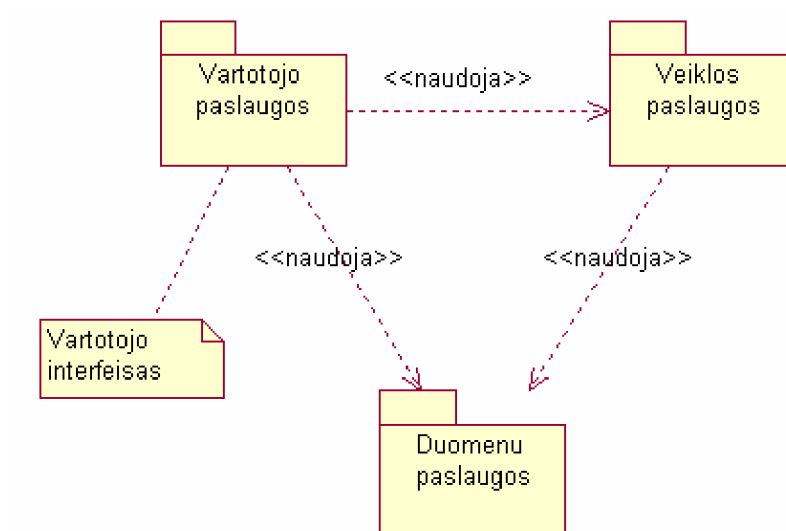 Vartotojo
paslaugos
<<naudoja>>
Veiklos
paslaugos
<<naudoja>>
<<naudoja>>
Vartotojo
interfeisas
Duomenu
paslaugos